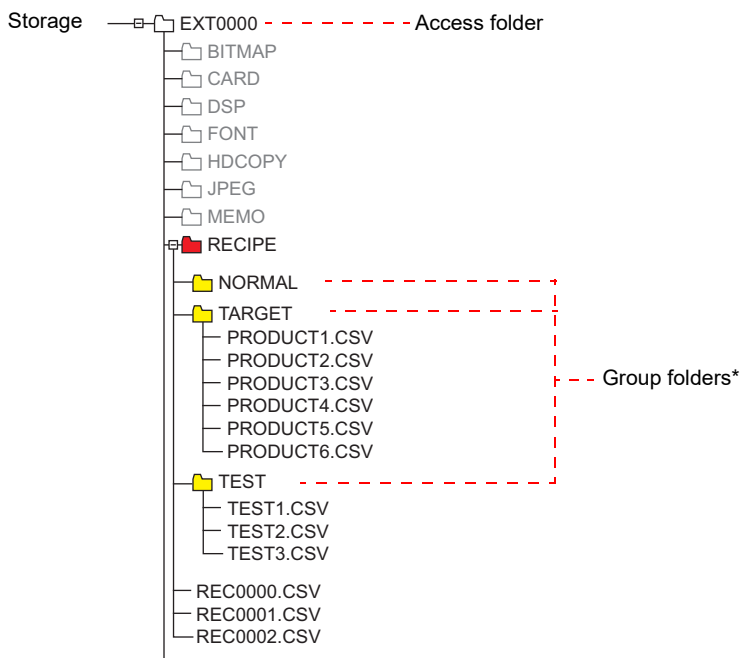 Storage EXT0000 Access folder
BITMAP
CARD
DSP
FONT
HDCOPY
JPEG
MEMO
RECIPE
NORMAL
TARGET
PRODUCT1.CSV
PRODUCT2.CSV
PRODUCT3.CSV
Group folders*
PRODUCT4.CSV
PRODUCT5.CSV
PRODUCT6.CSV
TEST
TEST1.CSV
TEST2.CSV
TEST3.CSV
REC0000.CSV
REC0001.CSV
REC0002.CSV